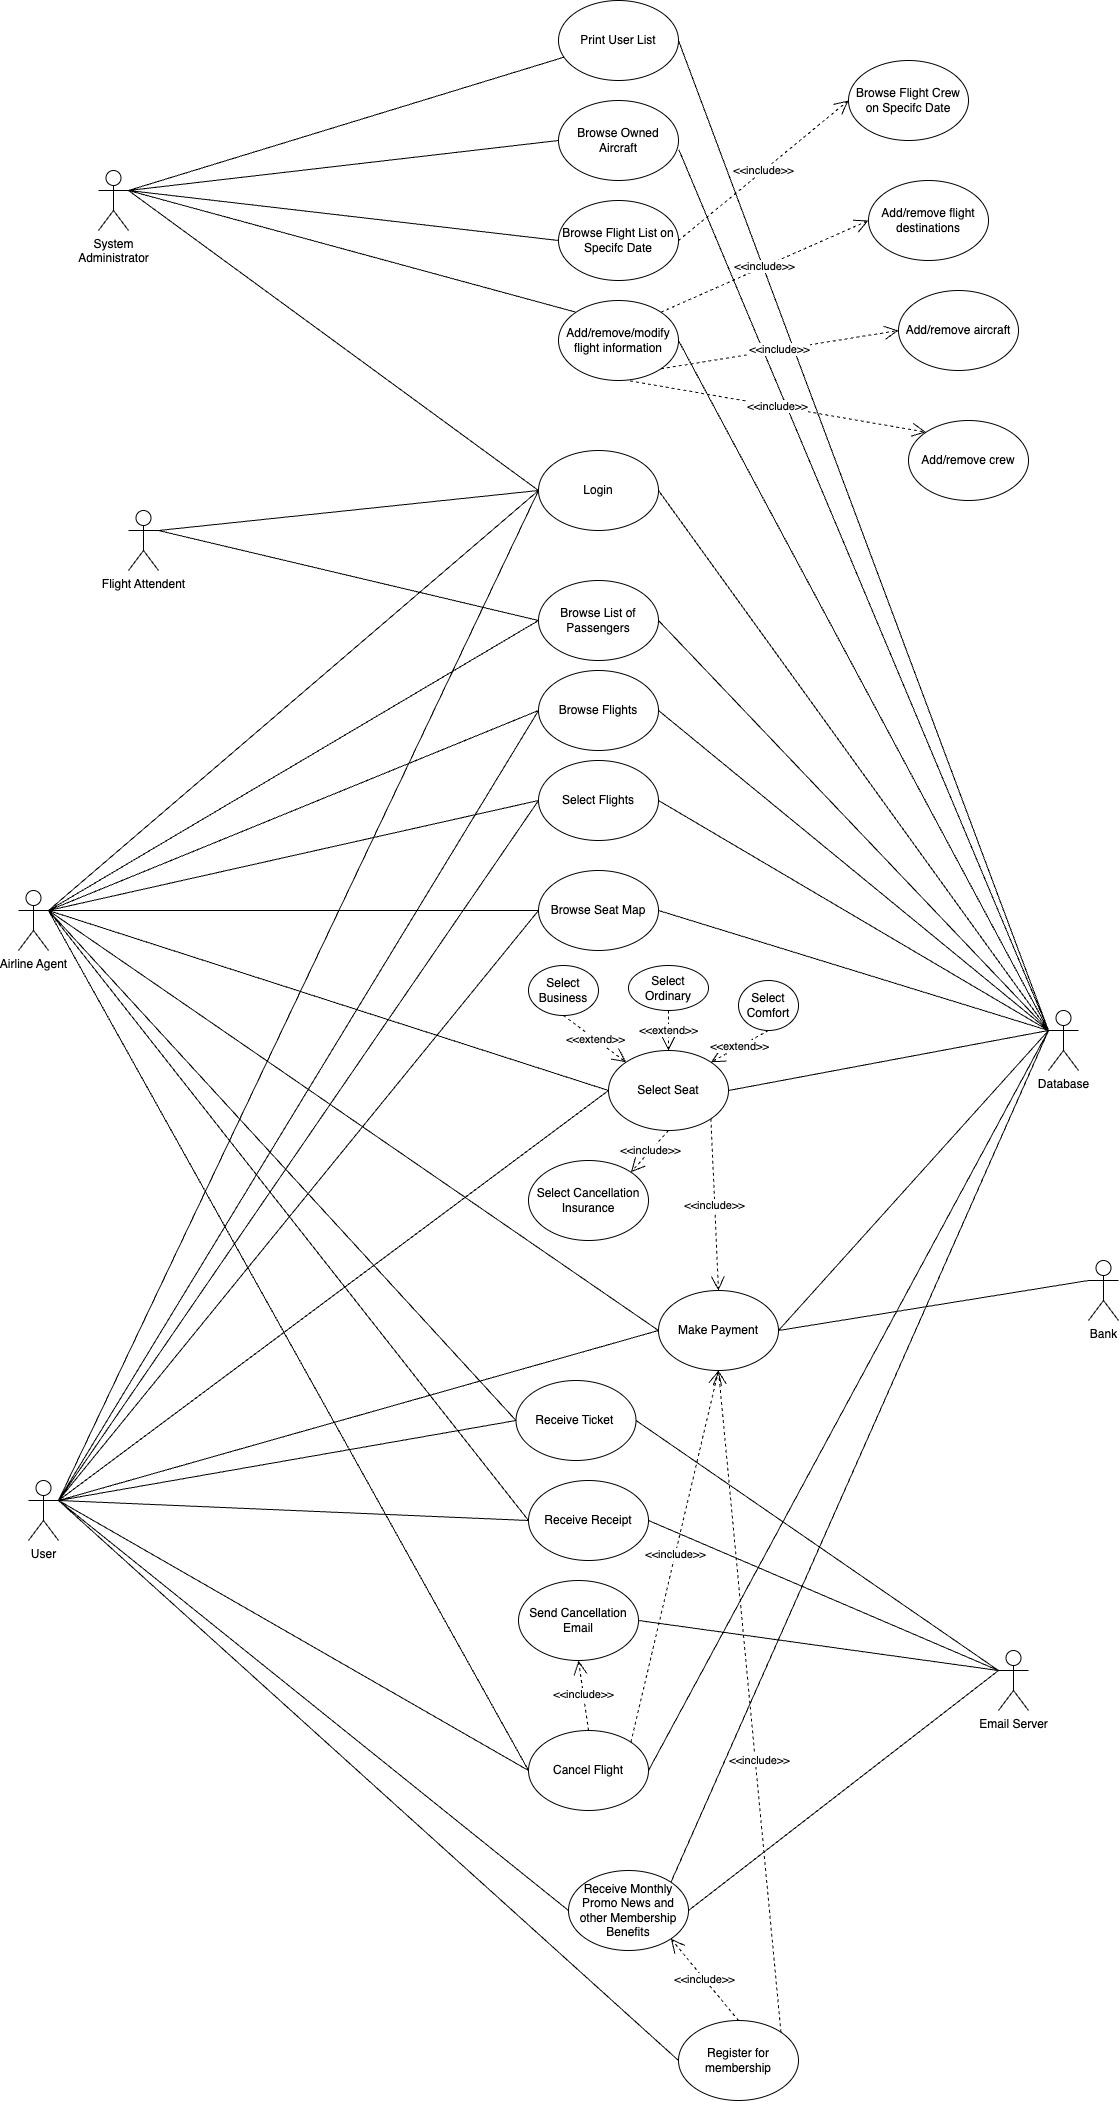 Print User List
Browse Flight Crew
on Specifc Date
Browse Owned
Aircraft
<<include>>
System
Administrator
Browse Flight List on
Specifc Date
Add/remove flight
destinations
<<include>>
Add/remove/modify
flight information
Add/remove aircraft
<<include>>
<<include>>
Add/remove crew
Login
Flight Attendent
Browse List of
Passengers
Browse Flights
Select Flights
Browse Seat Map
Airline Agent
Select
Business
Select
Ordinary
Select
Comfort
<<extend>>
<<extend>>
<<extend>>
Select Seat
Database
<<include>>
Select Cancellation
Insurance
<<include>>
Make Payment
Bank
Receive Ticket
Receive Receipt
User
<<include>>
Send Cancellation
Email
<<include>>
Email Server
Cancel Flight
<<include>>
Receive Monthly
Promo News and
other Membership
Benefits
<<include>>
Register for
membership